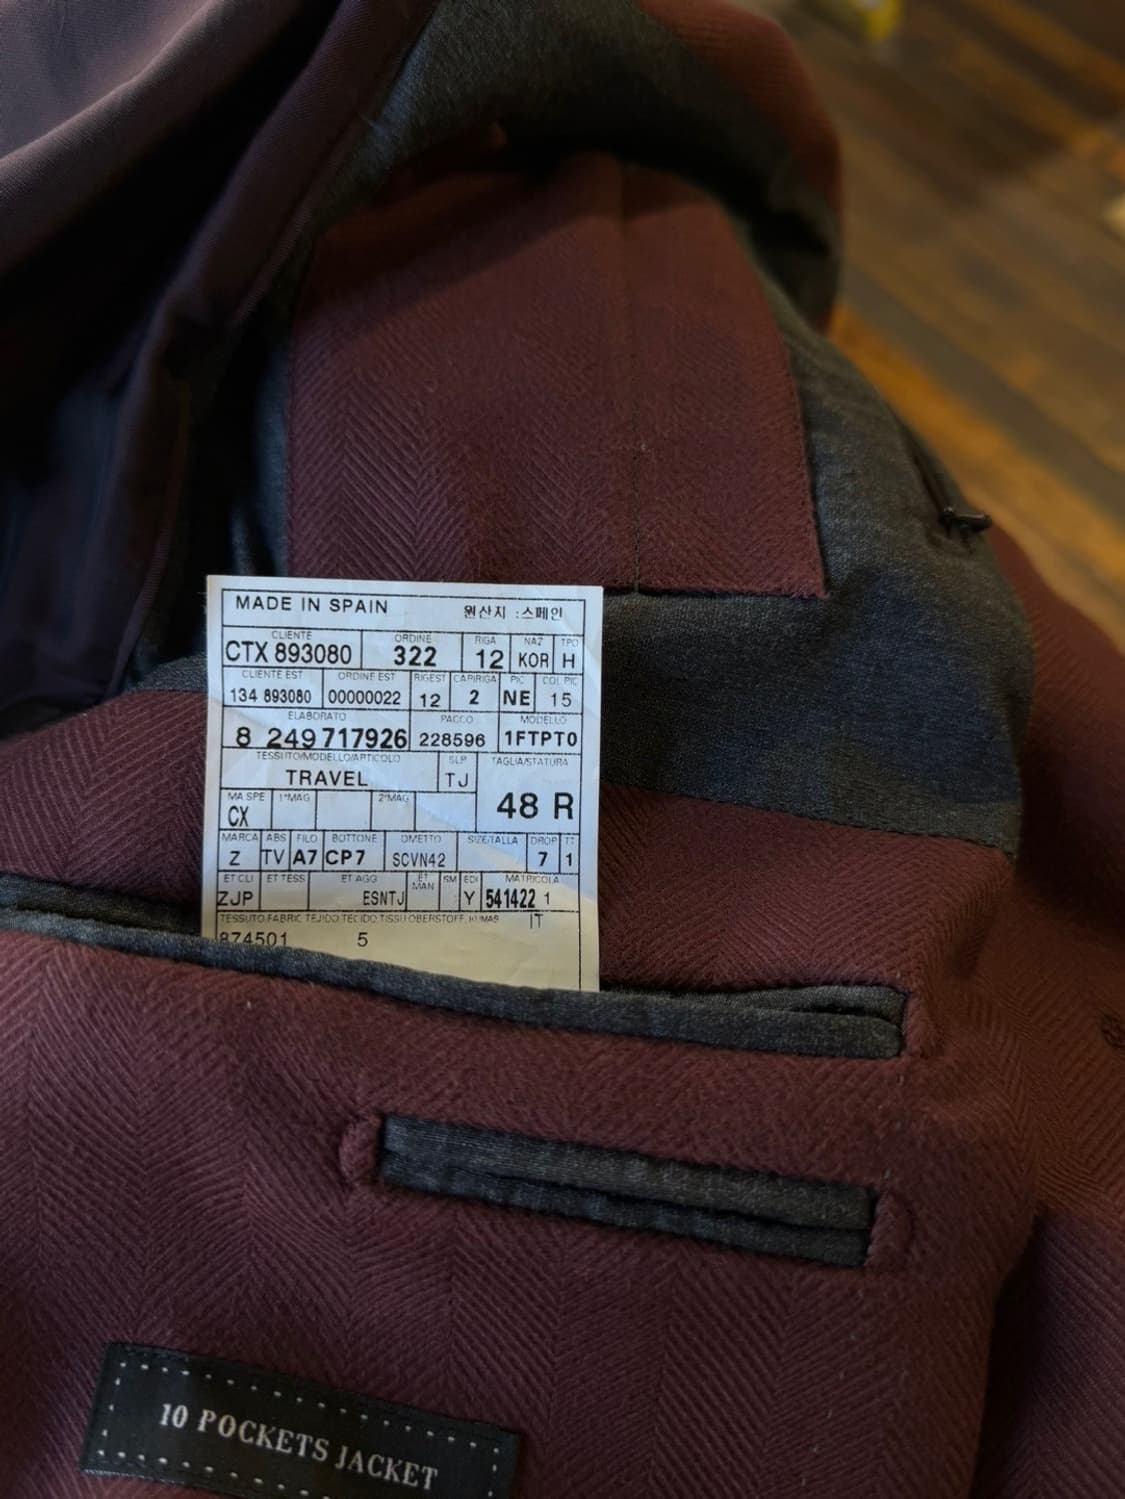 MADE IN SPAIN 원산지 :스페인
CLIENTE ORDINE RIGA NAZ TPO
CTX 893080 322 12 KOR H
CLIENTE EST ORDINE EST RIGEST CAPIRIGA PIC COL PIC
134 893080 00000022 12 2 NE 15
ELABORATO PACCO MODELLO
8 249717926 228596 1FTPT0
TESSUTO/MODELLO/ARTICOLO SLP TAGLIA/STATURA
TRAVEL TJ 48 R
MA SPE 1°MAG 2°MAG
CX
MARCA ABS FILO BOTTONE OMETTO SIZE/TALLA DROP TT
Z TV A7 CP7 SCVN42 7 1
ET CLI ET TESS ET AGG ET MAN RM EDI MATRICOLA
ZJP ESNTJ Y 541422 1
TESSUTO FABRIC TEJIDO TECIDO TISSU OBERSTOFF, KUMAS IT
874501 5
10 POCKETS JACKET